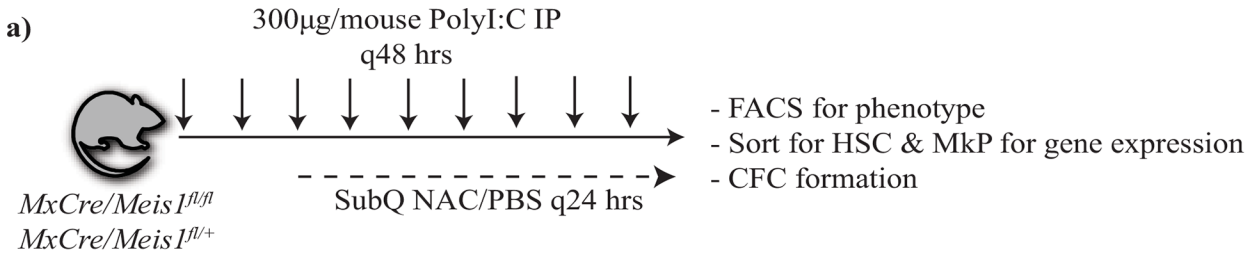 a)
300μg/mouse PolyI:C IP
q48 hrs
- FACS for phenotype
- Sort for HSC & MkP for gene expression
- CFC formation
SubQ NAC/PBS q24 hrs
MxCre/Meis1fl/fl
MxCre/Meis1fl/+